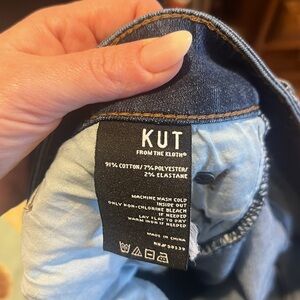 KUT
FROM THE KLOTH®
91% COTTON/ 7% POLYESTER/
2% ELASTANE
MACHINE WASH COLD
INSIDE OUT
ONLY NON-CHLORINE BLEACH
IF NEEDED
LAY FLAT TO DRY
WARM IRON IF NEEDED
MADE IN CHINA